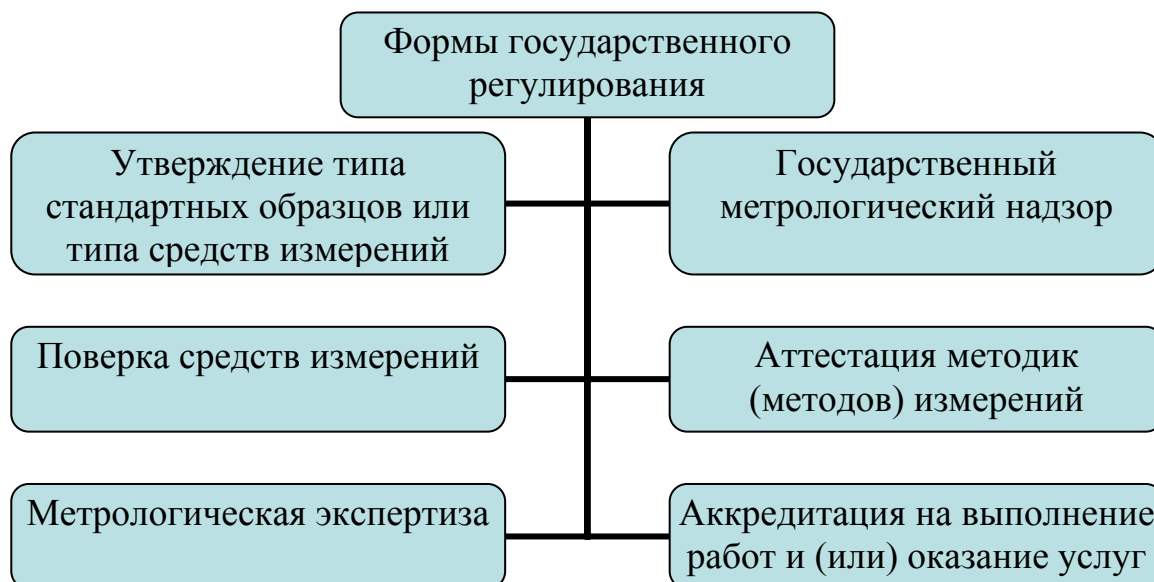 Формы государственного
регулирования
Утверждение типа
стандартных образцов или
типа средств измерений
Государственный
метрологический надзор
Поверка средств измерений
Аттестация методик
(методов) измерений
Метрологическая экспертиза
Аккредитация на выполнение
работ и (или) оказание услуг